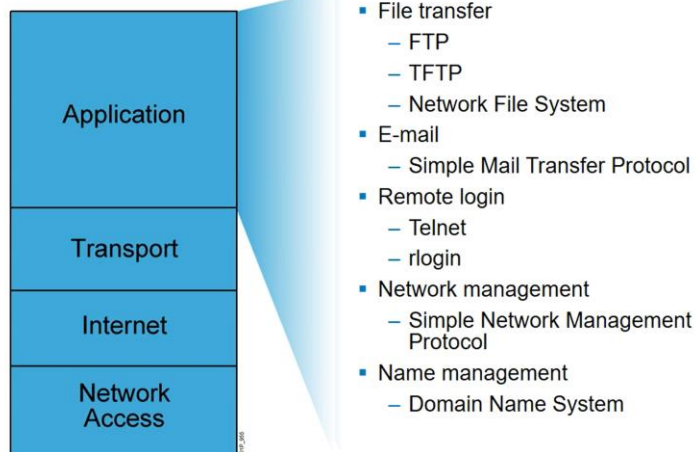 Application
Transport
Internet
Network
Access
▪ File transfer
– FTP
– TFTP
– Network File System
▪ E-mail
– Simple Mail Transfer Protocol
▪ Remote login
– Telnet
– rlogin
▪ Network management
– Simple Network Management
Protocol
▪ Name management
– Domain Name System